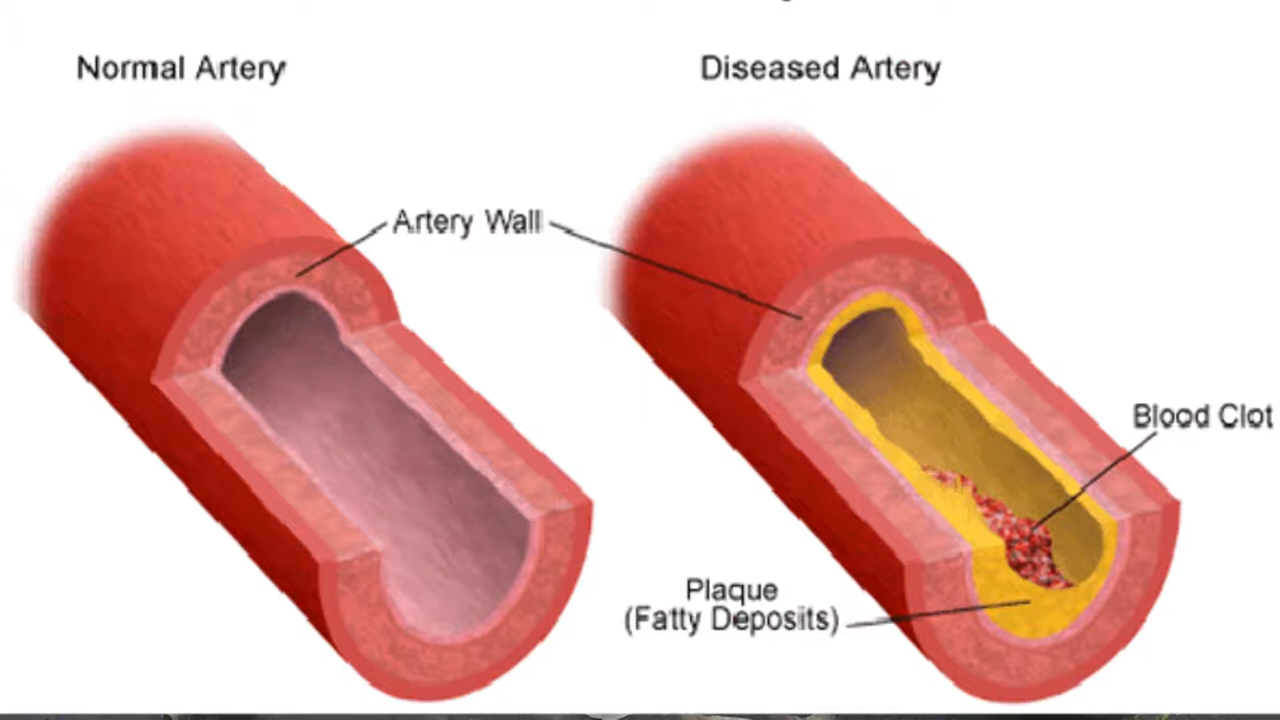 Normal Artery
Diseased Artery
Artery Wall
Blood Clot
Plaque
(Fatty Deposits)